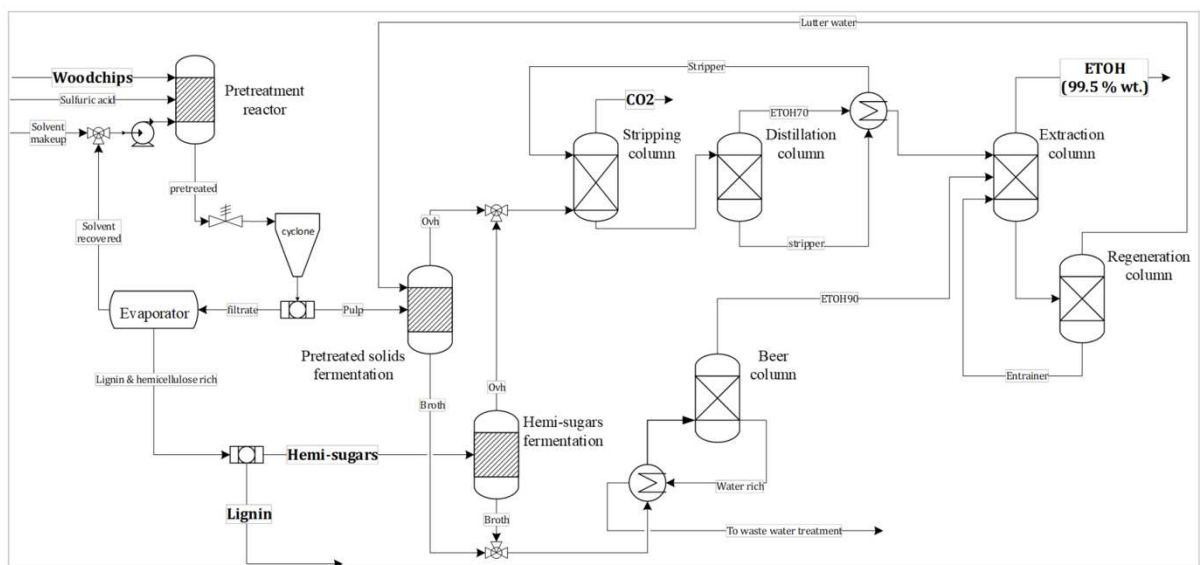 Lutter water
Woodchips
Sulfuric acid
Solvent
makeup
Pretreatment
reactor
pretreated
Solvent
recovered
cyclone
Evaporator
filtrate
Pulp
Lignin & hemicellulose rich
Hemi-sugars
Lignin
Pretreated solids
fermentation
Ovh
Broth
Ovh
Hemi-sugars
fermentation
Broth
Stripper
CO2
Stripping
column
ETOH70
Distillation
column
stripper
ETOH90
Beer
column
Water rich
To waste water treatment
ETOH
(99.5 % wt.)
Extraction
column
Regeneration
column
Entrainer